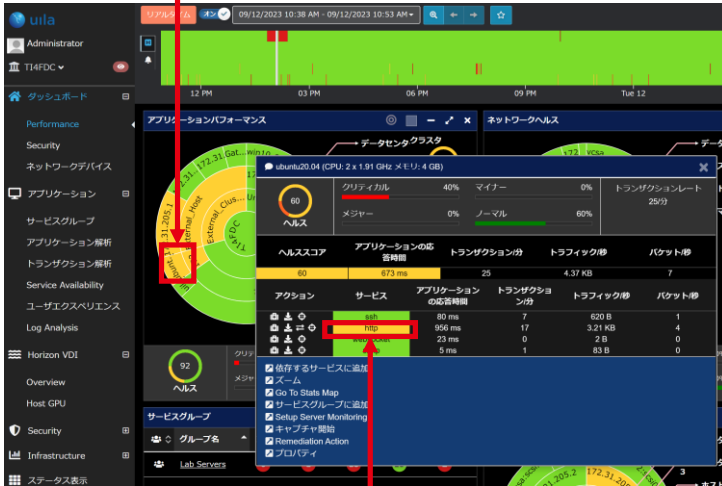 uila
リアルタイム
オン
09/12/2023 10:38 AM - 09/12/2023 10:53 AM
Administrator
TI4FDC
12 PM
03 PM
06 PM
09 PM
Tue 12
ダッシュボード
Performance
Security
ネットワークデバイス
アプリケーション
サービスグループ
アプリケーション解析
トランザクション解析
Service Availability
ユーザエクスペリエンス
Log Analysis
Horizon VDI
Overview
Host GPU
Security
Infrastructure
ステータス表示
アプリケーションパフォーマンス
ネットワークヘルス
データセンタ
クラスタ
172.31
Gat...
External_Host
Clus...
TI4FDC
31.205.1
ubuntu...
172
vcsa
ubuntu20.04 (CPU: 2 x 1.91 GHz メモリ: 4 GB)
60
ヘルス
クリティカル 40%
マイナー 0%
トランザクションレート
25/分
メジャー 0%
ノーマル 60%
ヘルススコア
アプリケーションの応答時間
トランザクション/分
トラフィック/秒
パケット/秒
60 673 ms 25 4.37 KB 7
アクション
サービス
アプリケーションの応答時間
トランザクション/分
トラフィック/秒
パケット/秒
ssh 80 ms 7 620 B 1
http 956 ms 17 3.21 KB 4
23 ms 0 2 B 0
5 ms 1 83 B 0
依存するサービスに追加
ズーム
Go To Stats Map
サービスグループに追加
Setup Server Monitoring
キャプチャ開始
Remediation Action
プロパティ
92
ヘルス
サービスグループ
グループ名
Lab Servers
205.2
172.31.20
3